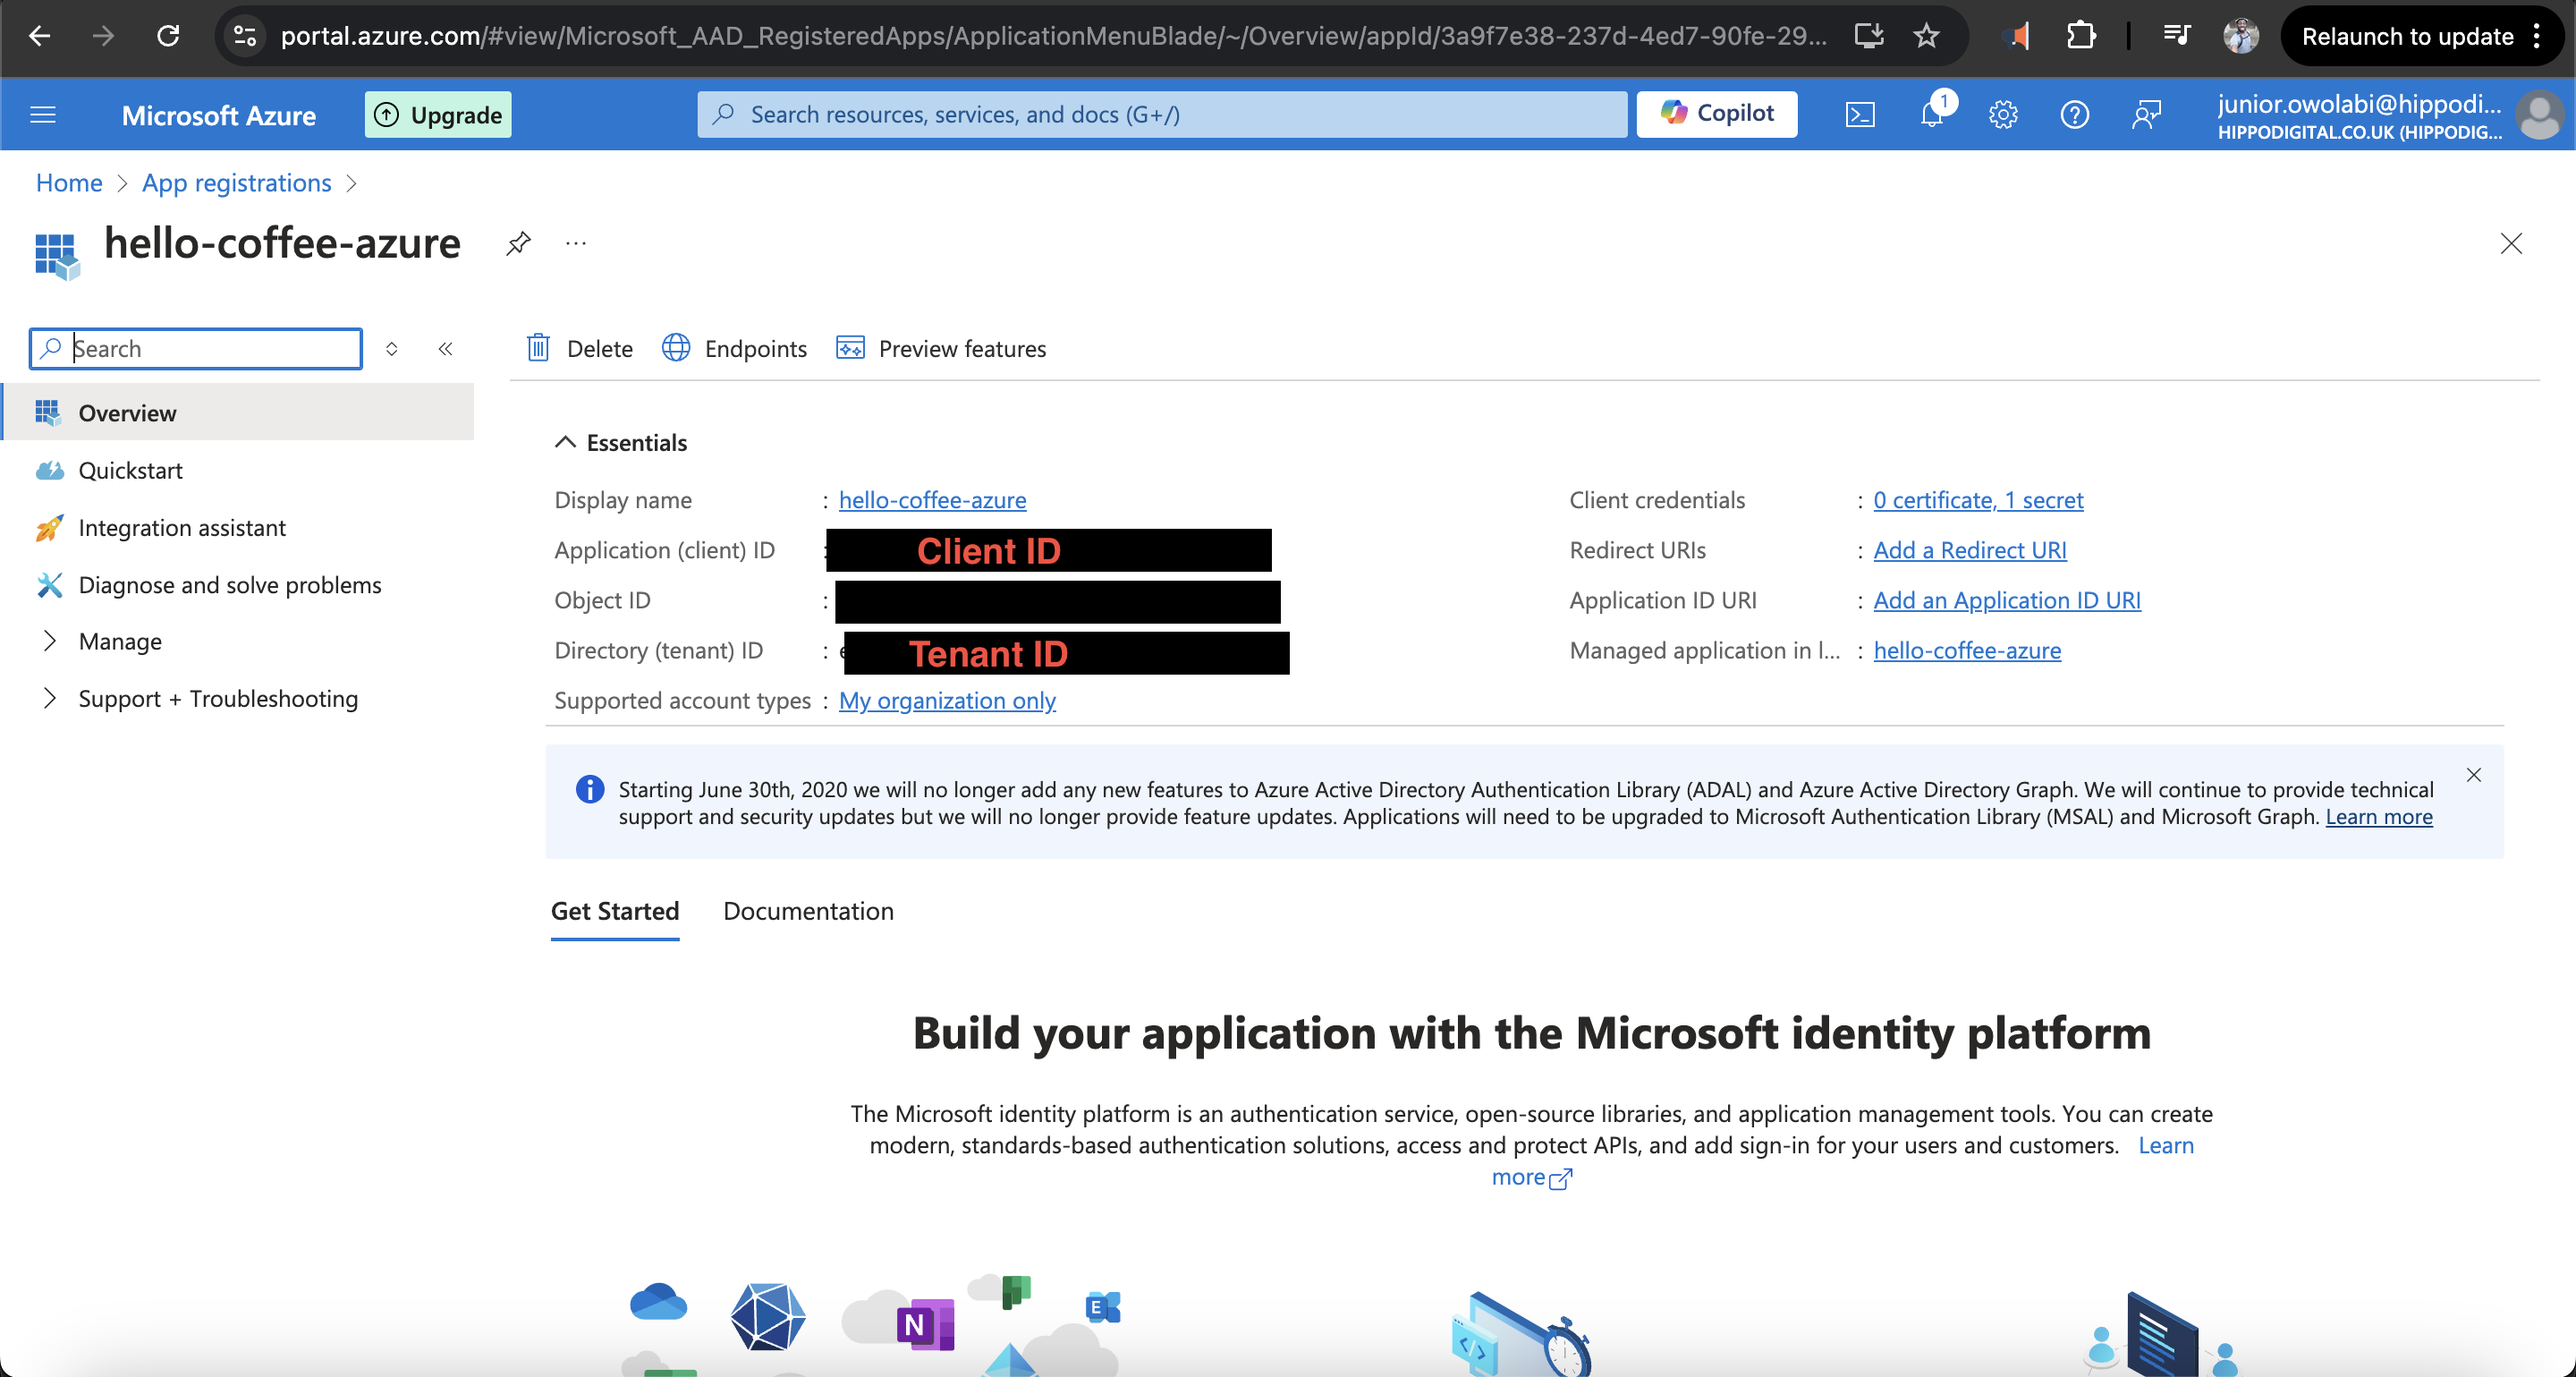 portal.azure.com/#view/Microsoft_AAD_RegisteredApps/ApplicationMenuBlade/~/Overview/appId/3a9f7e38-237d-4ed7-90fe-29...
Relaunch to update
Microsoft Azure
Upgrade
Search resources, services, and docs (G+/)
Copilot
1
junior.owolabi@hippodi...
HIPPODIGITAL.CO.UK (HIPPODIG...
Home > App registrations >
hello-coffee-azure
Search
Delete
Endpoints
Preview features
Overview
Quickstart
Integration assistant
Diagnose and solve problems
Manage
Support + Troubleshooting
Essentials
Display name : hello-coffee-azure
Application (client) ID : Client ID
Object ID :
Directory (tenant) ID : Tenant ID
Supported account types : My organization only
Client credentials : 0 certificate, 1 secret
Redirect URIs : Add a Redirect URI
Application ID URI : Add an Application ID URI
Managed application in l... : hello-coffee-azure
Starting June 30th, 2020 we will no longer add any new features to Azure Active Directory Authentication Library (ADAL) and Azure Active Directory Graph. We will continue to provide technical
support and security updates but we will no longer provide feature updates. Applications will need to be upgraded to Microsoft Authentication Library (MSAL) and Microsoft Graph. Learn more
Get Started
Documentation
Build your application with the Microsoft identity platform
The Microsoft identity platform is an authentication service, open-source libraries, and application management tools. You can create
modern, standards-based authentication solutions, access and protect APIs, and add sign-in for your users and customers. Learn
more
N
E